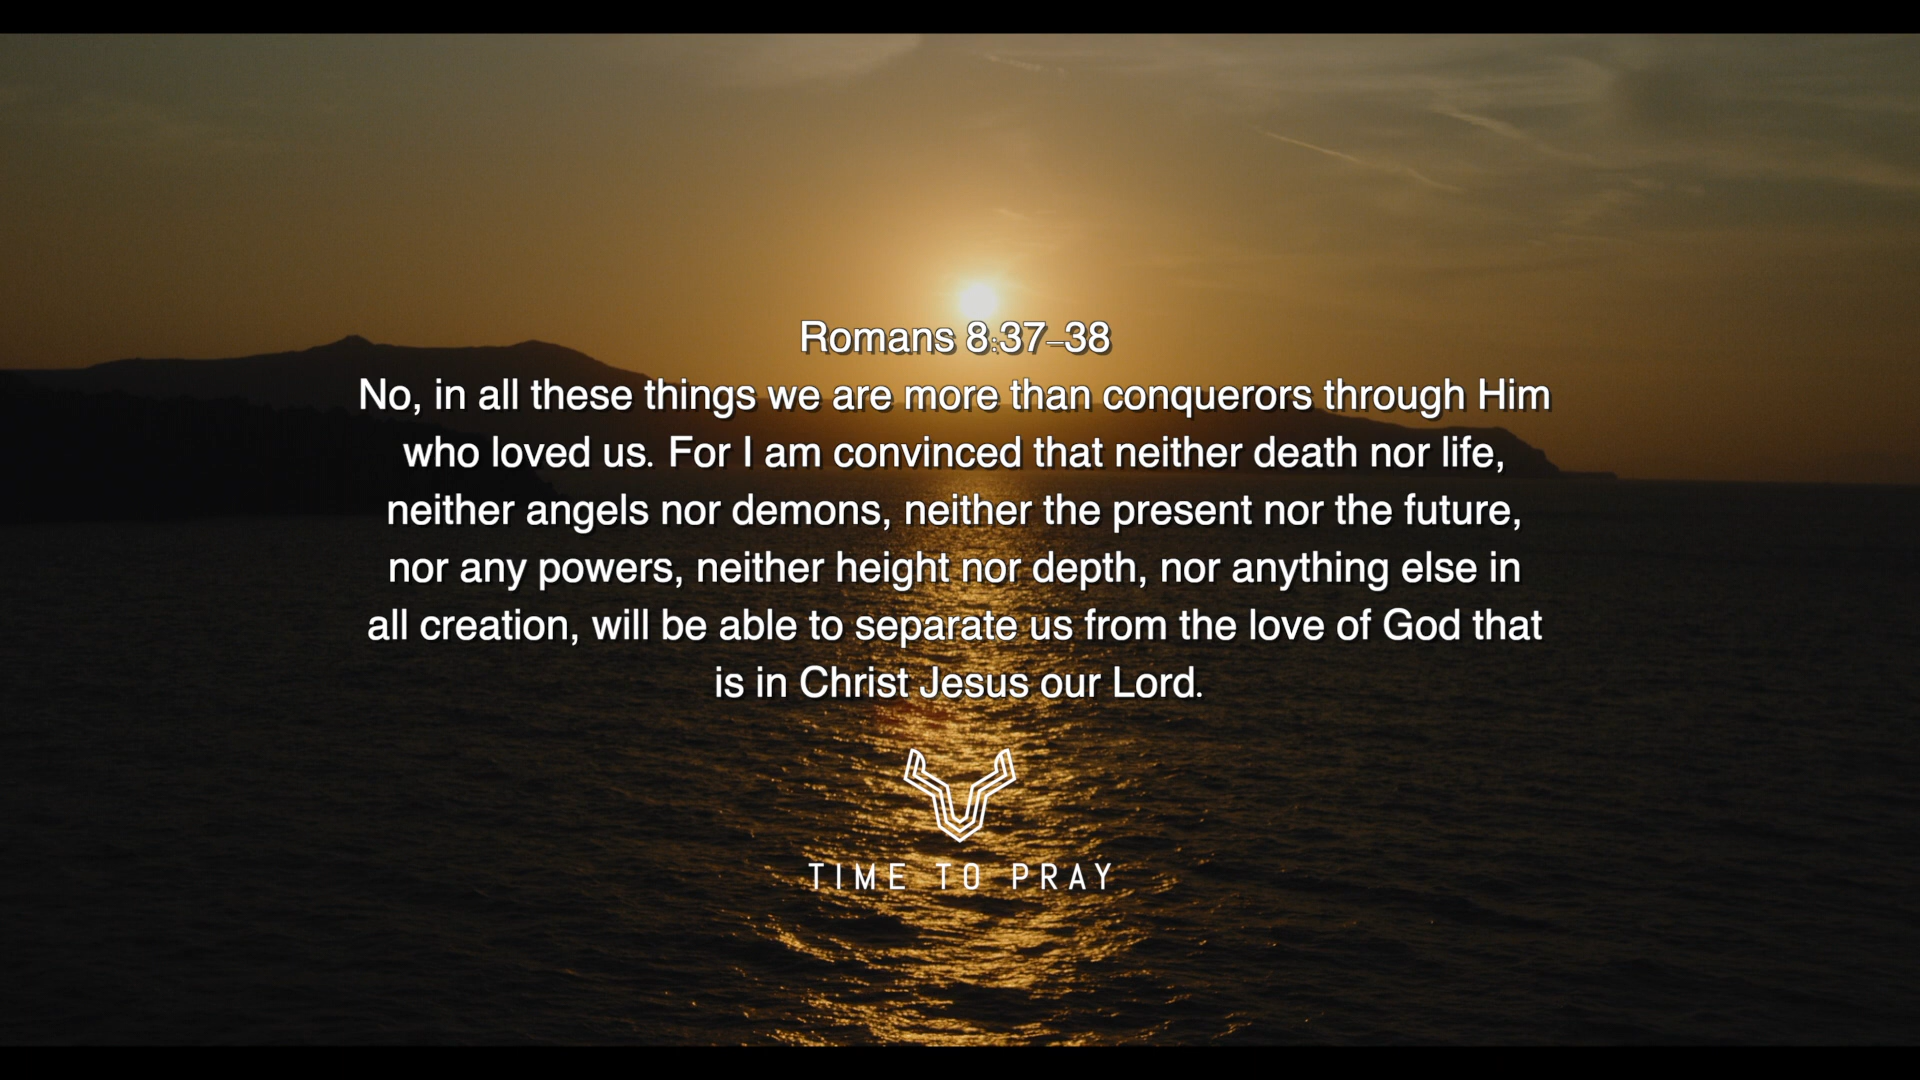 Romans 8:37–38
No, in all these things we are more than conquerors through Him
who loved us. For I am convinced that neither death nor life,
neither angels nor demons, neither the present nor the future,
nor any powers, neither height nor depth, nor anything else in
all creation, will be able to separate us from the love of God that
is in Christ Jesus our Lord.
TIME TO PRAY